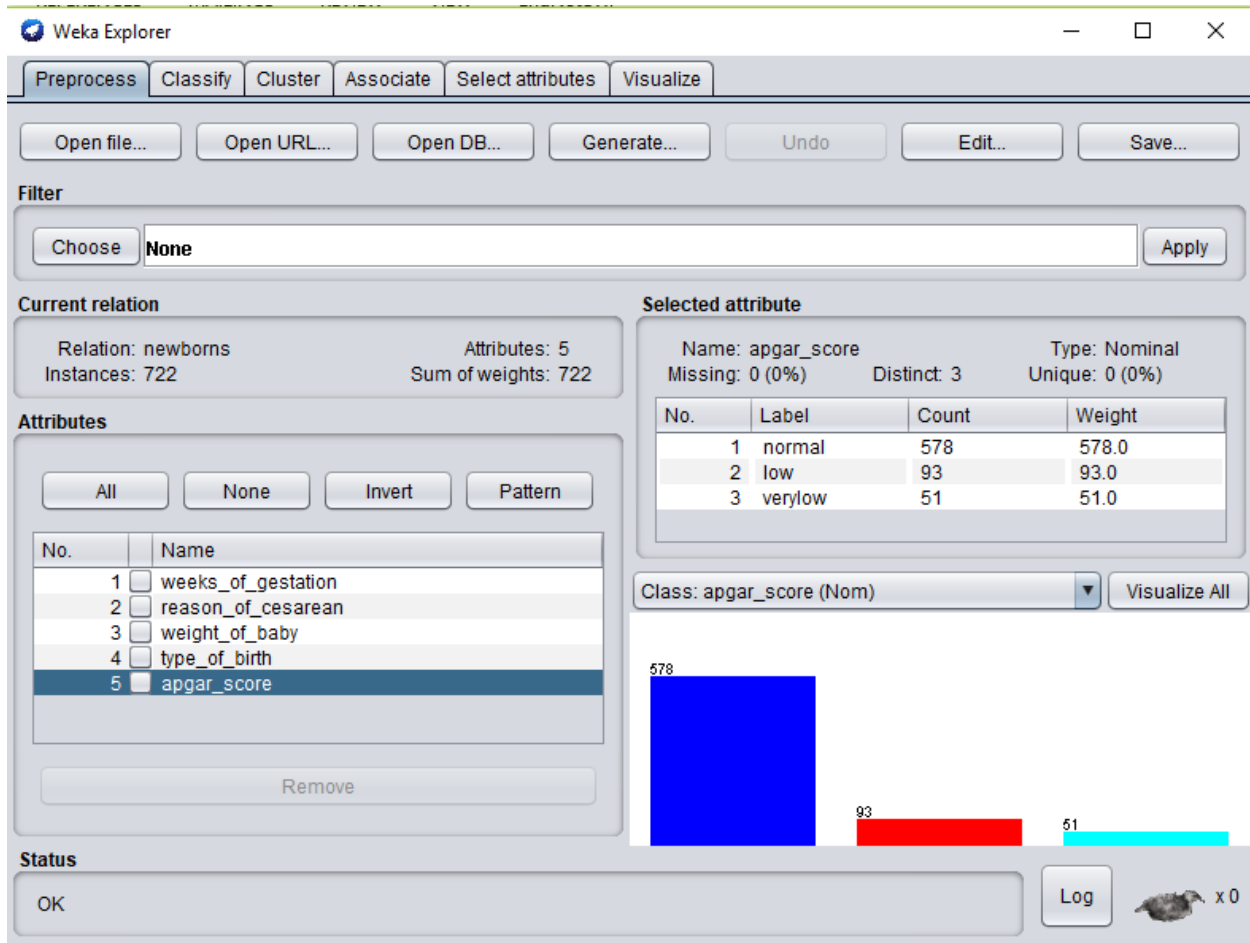 Weka Explorer
Preprocess Classify Cluster Associate Select attributes Visualize
Open file... Open URL... Open DB... Generate... Undo Edit... Save...
Filter
Choose None Apply
Current relation
Relation: newborns Attributes: 5
Instances: 722 Sum of weights: 722
Attributes
All None Invert Pattern
No. Name
1 weeks_of_gestation
2 reason_of_cesarean
3 weight_of_baby
4 type_of_birth
5 apgar_score
Remove
Selected attribute
Name: apgar_score Type: Nominal
Missing: 0 (0%) Distinct: 3 Unique: 0 (0%)
No. Label Count Weight
1 normal 578 578.0
2 low 93 93.0
3 verylow 51 51.0
Class: apgar_score (Nom) Visualize All
578
93
51
Status
OK
Log x 0